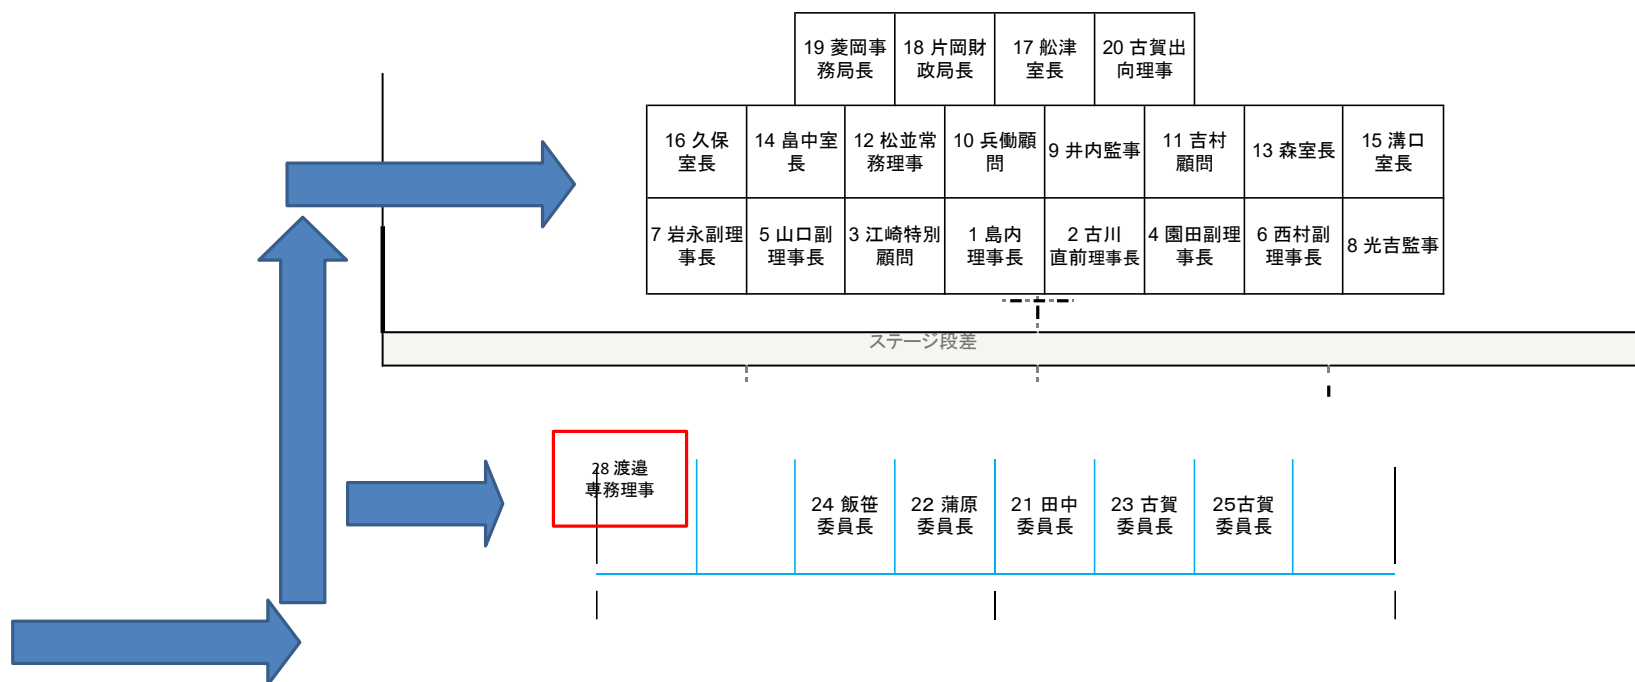 19 菱岡事
務局長
18 片岡財
政局長
17 舩津
室長
20 古賀出
向理事
16 久保
室長
14 畠中室
長
12 松並常
務理事
10 兵働顧
問
9 井内監事
11 吉村
顧問
13 森室長
15 溝口
室長
7 岩永副理
事長
5 山口副
理事長
3 江崎特別
顧問
1 島内
理事長
2 古川
直前理事長
4 園田副理
事長
6 西村副
理事長
8 光吉監事
ステージ段差
28 渡邉
専務理事
24 飯笹
委員長
22 蒲原
委員長
21 田中
委員長
23 古賀
委員長
25古賀
委員長